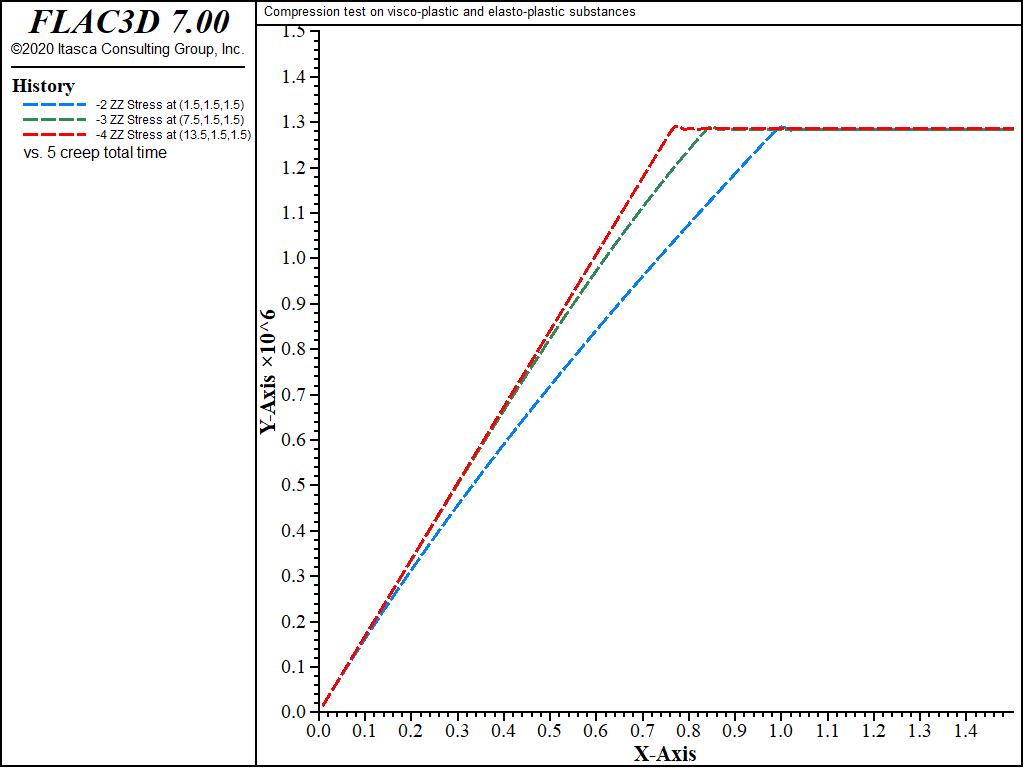 FLAC3D 7.00
©2020 Itasca Consulting Group, Inc.
History
-2 ZZ Stress at (1.5,1.5,1.5)
-3 ZZ Stress at (7.5,1.5,1.5)
-4 ZZ Stress at (13.5,1.5,1.5)
vs. 5 creep total time
Compression test on visco-plastic and elasto-plastic substances
1.5
1.4
1.3
1.2
1.1
1.0
0.9
0.8
0.7
0.6
0.5
0.4
0.3
0.2
0.1
0.0
Y-Axis ×10^6
0.0 0.1 0.2 0.3 0.4 0.5 0.6 0.7 0.8 0.9 1.0 1.1 1.2 1.3 1.4
X-Axis